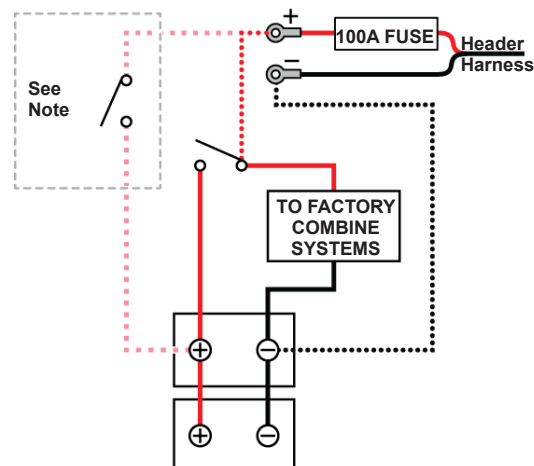 +
100A FUSE
Header
Harness
−
See
Note
TO FACTORY
COMBINE
SYSTEMS
+ −
+ −